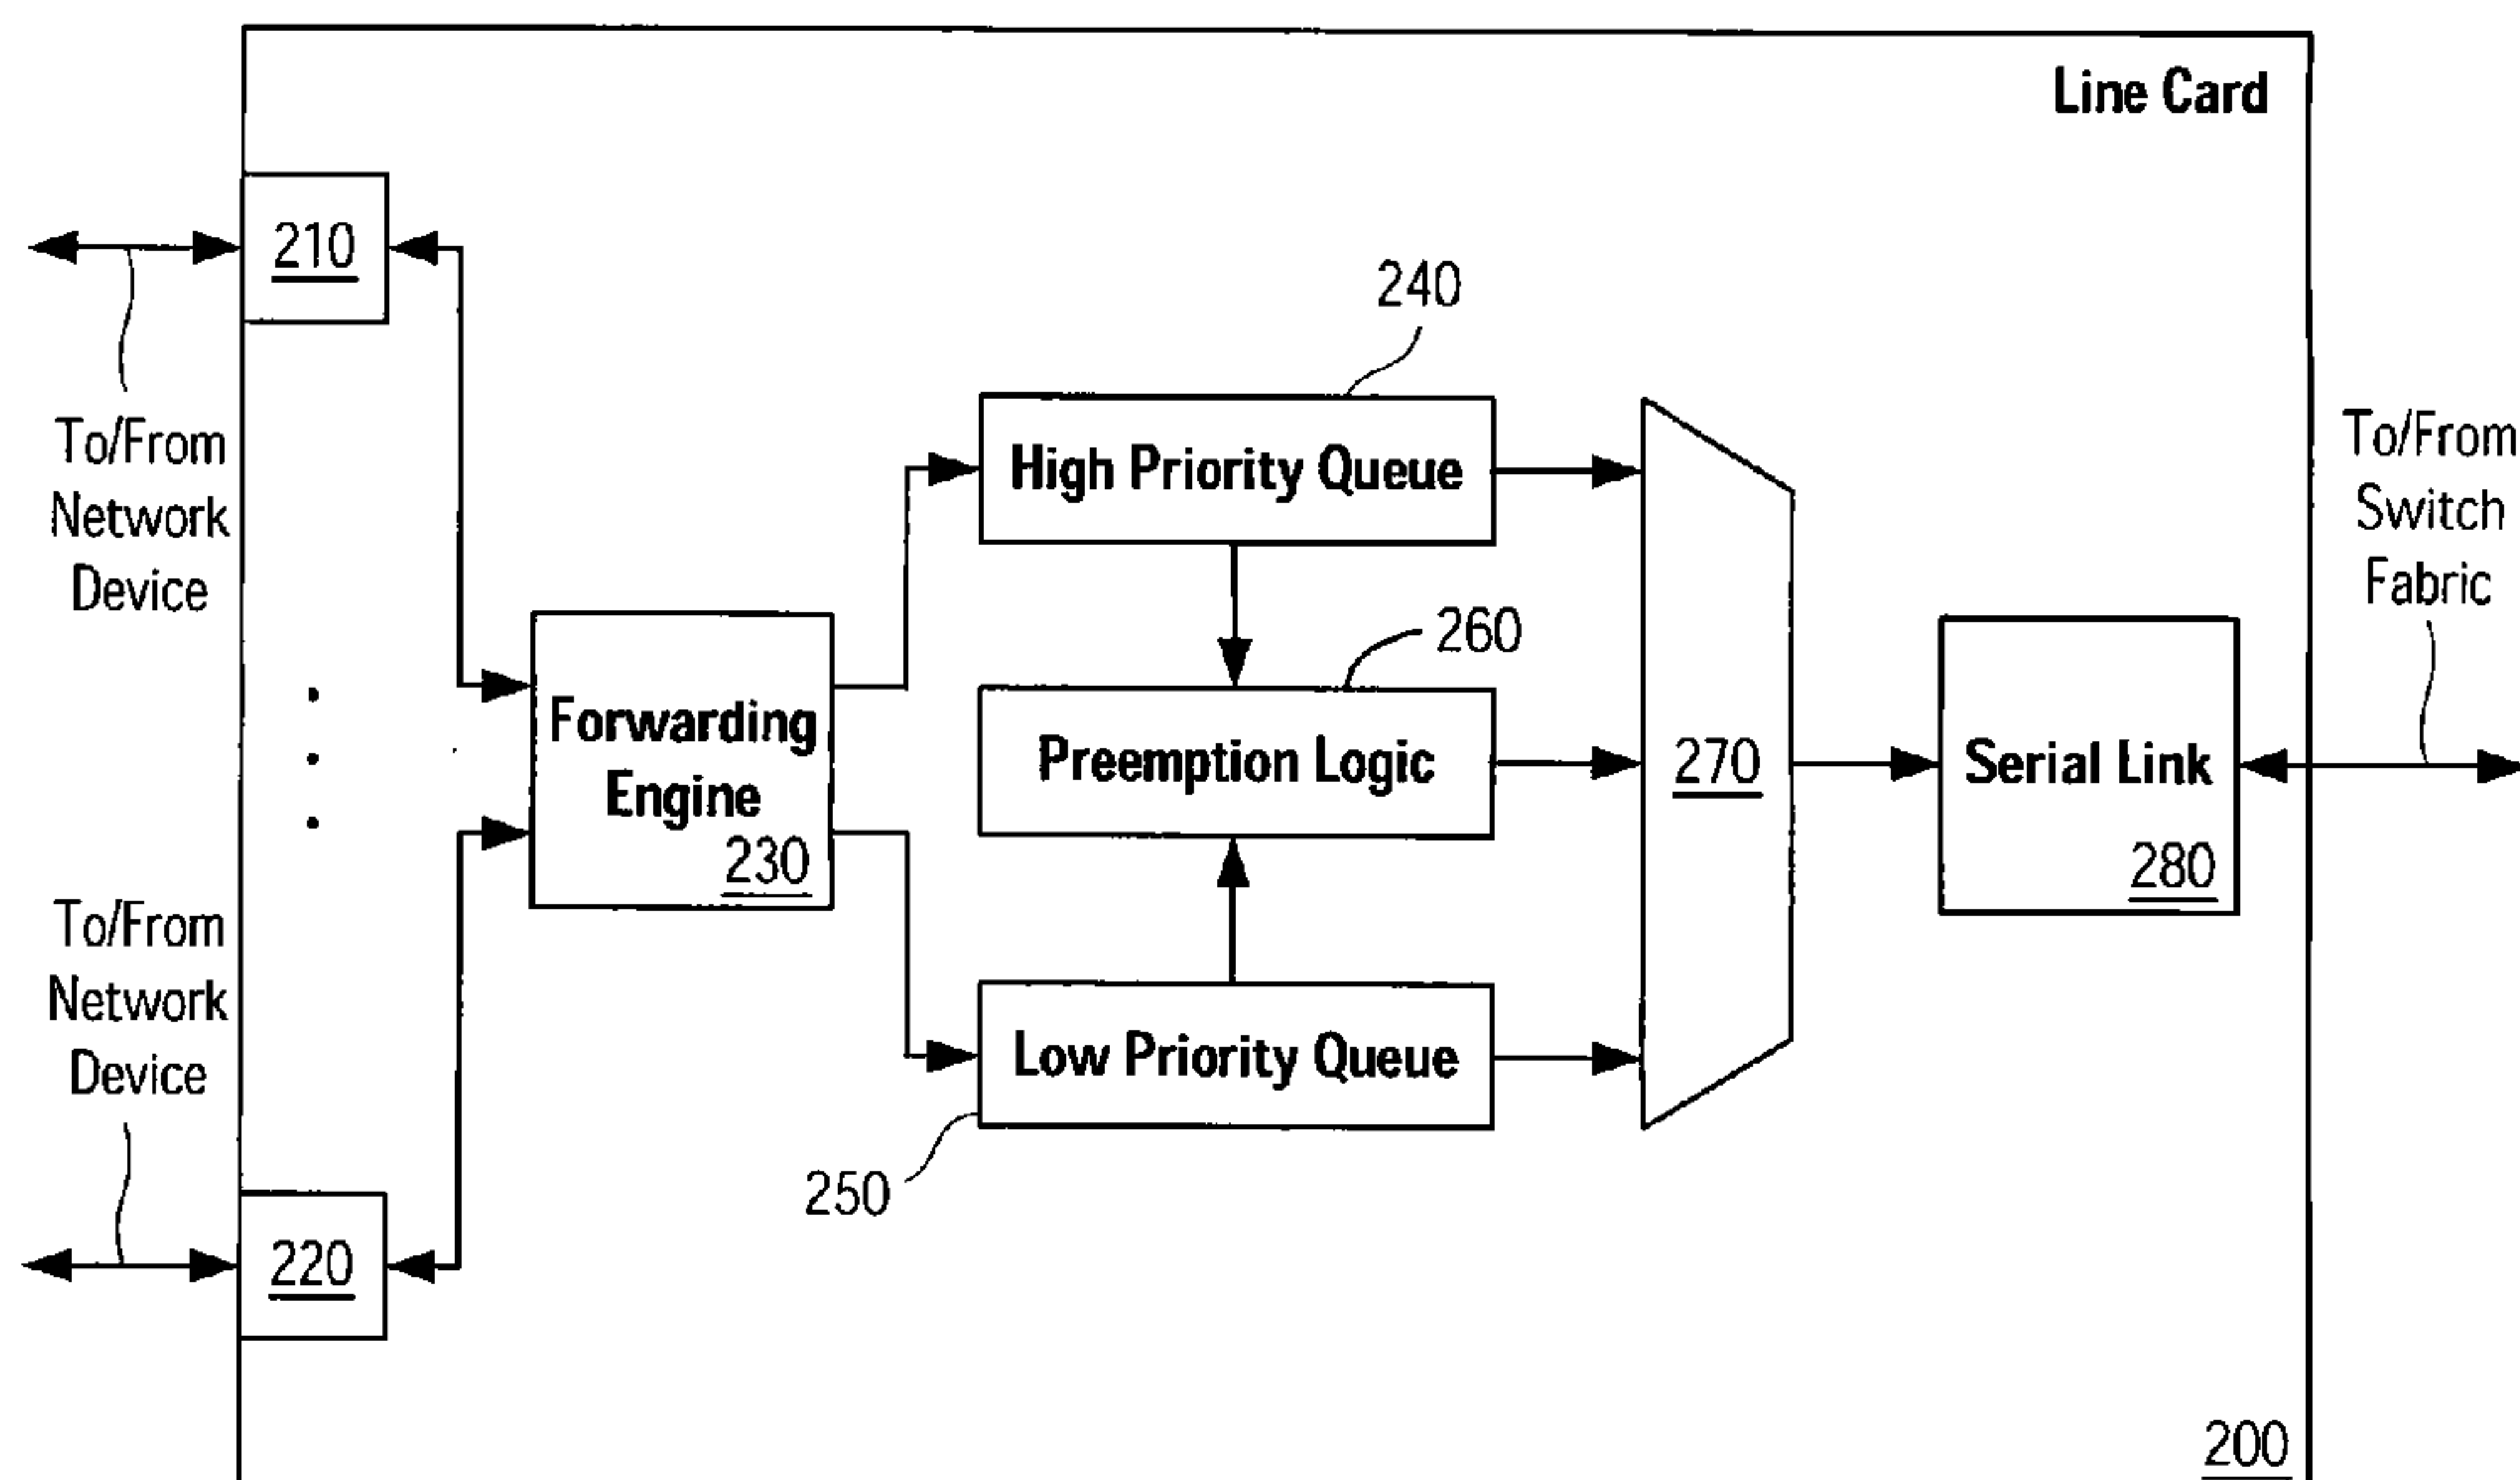 Line Card
210
To/From
Network
Device
240
High Priority Queue
To/From
Switch
Fabric
260
Forwarding
Engine
230
Preemption Logic
270
Serial Link
280
To/From
Network
Device
Low Priority Queue
250
220
200